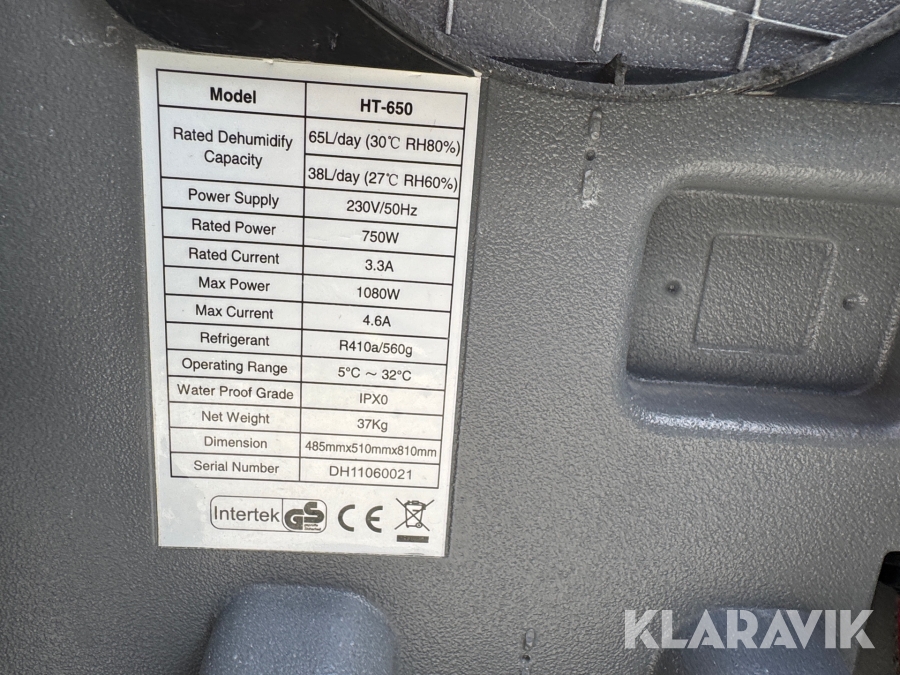 Model HT-650
Rated Dehumidify Capacity 65L/day (30℃ RH80%)
38L/day (27℃ RH60%)
Power Supply 230V/50Hz
Rated Power 750W
Rated Current 3.3A
Max Power 1080W
Max Current 4.6A
Refrigerant R410a/560g
Operating Range 5°C ~ 32°C
Water Proof Grade IPX0
Net Weight 37Kg
Dimension 485mmx510mmx810mm
Serial Number DH11060021
Intertek GS CE
KLARAVIK